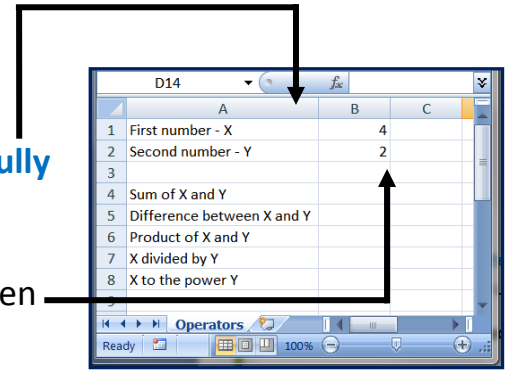 D14 fx
A B C
1 First number - X 4
2 Second number - Y 2
3
ully
4 Sum of X and Y
5 Difference between X and Y
6 Product of X and Y
7 X divided by Y
8 X to the power Y
en
9
Operators
Ready 100%